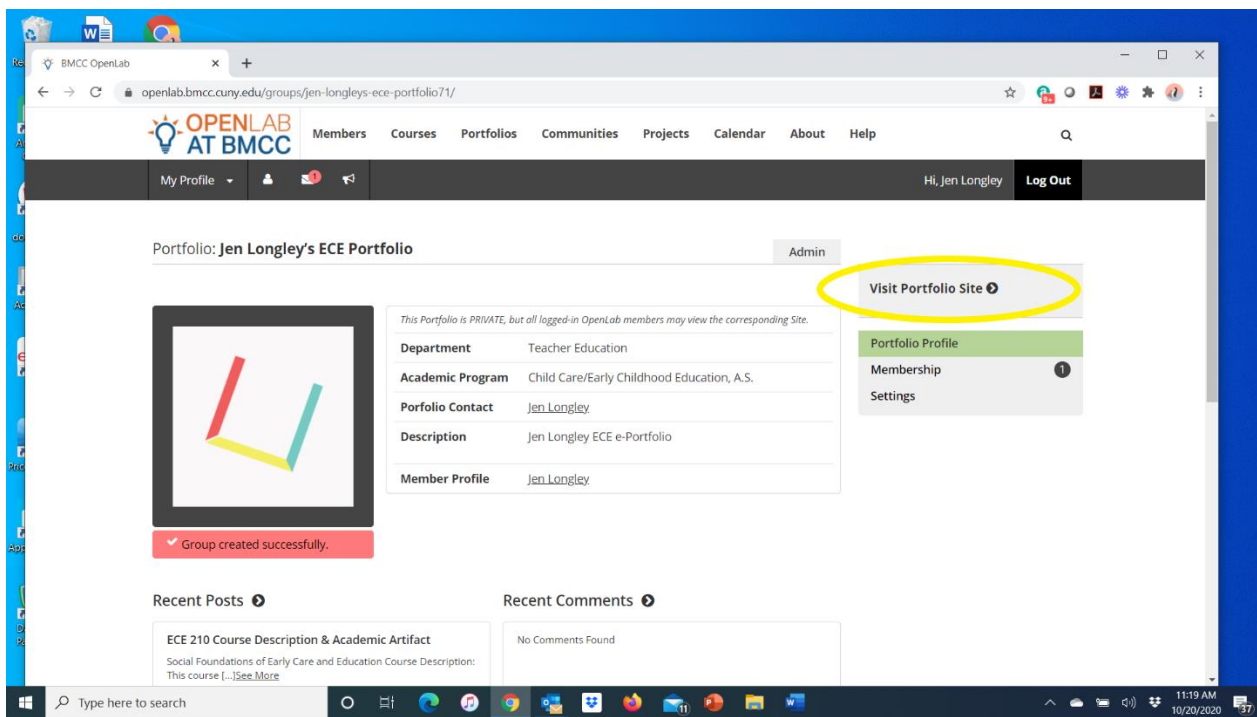 BMCC OpenLab
openlab.bmcc.cuny.edu/groups/jen-longleys-ece-portfolio71/
9+
OPENLAB
AT BMCC
Members Courses Portfolios Communities Projects Calendar About Help
My Profile 1 Hi, Jen Longley Log Out
Portfolio: Jen Longley's ECE Portfolio
Admin
Visit Portfolio Site
This Portfolio is PRIVATE, but all logged-in OpenLab members may view the corresponding Site.
Department Teacher Education
Academic Program Child Care/Early Childhood Education, A.S.
Porfolio Contact Jen Longley
Description Jen Longley ECE e-Portfolio
Member Profile Jen Longley
Portfolio Profile
Membership 1
Settings
Group created successfully.
Recent Posts
ECE 210 Course Description & Academic Artifact
Social Foundations of Early Care and Education Course Description:
This course [...]See More
Recent Comments
No Comments Found
Type here to search
11
11:19 AM
10/20/2020
37